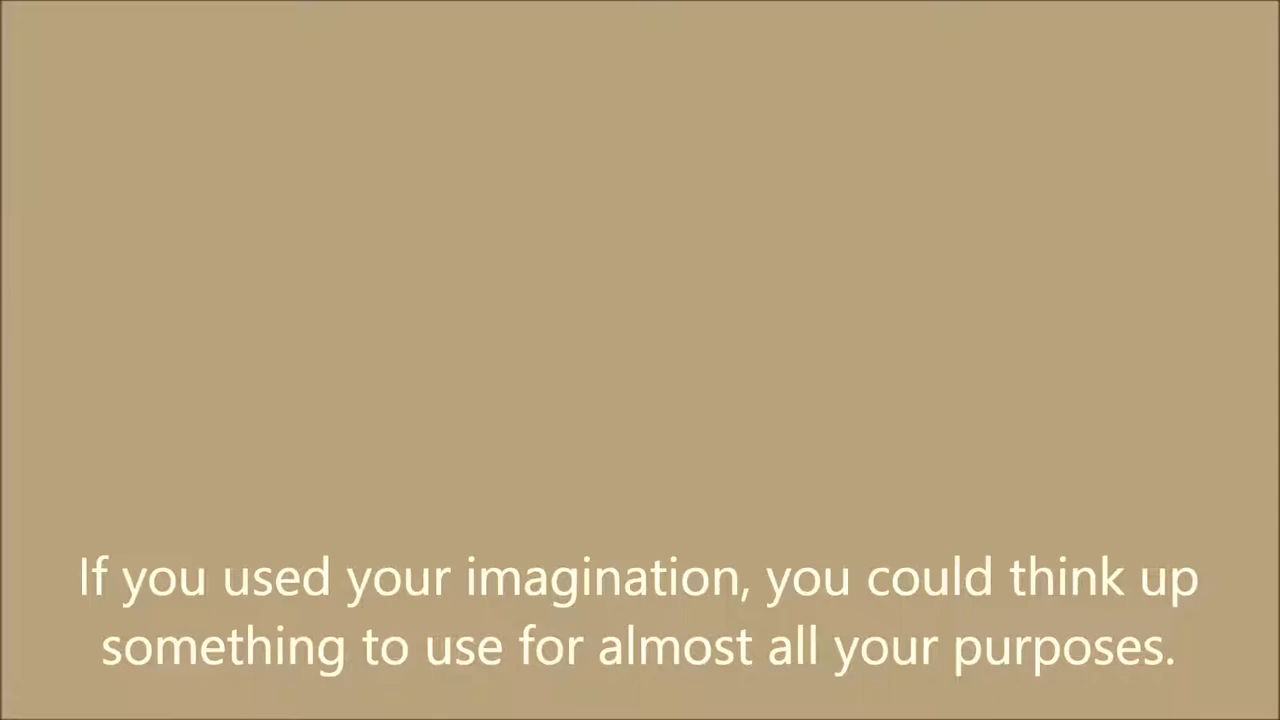 If you used your imagination, you could think up
something to use for almost all your purposes.